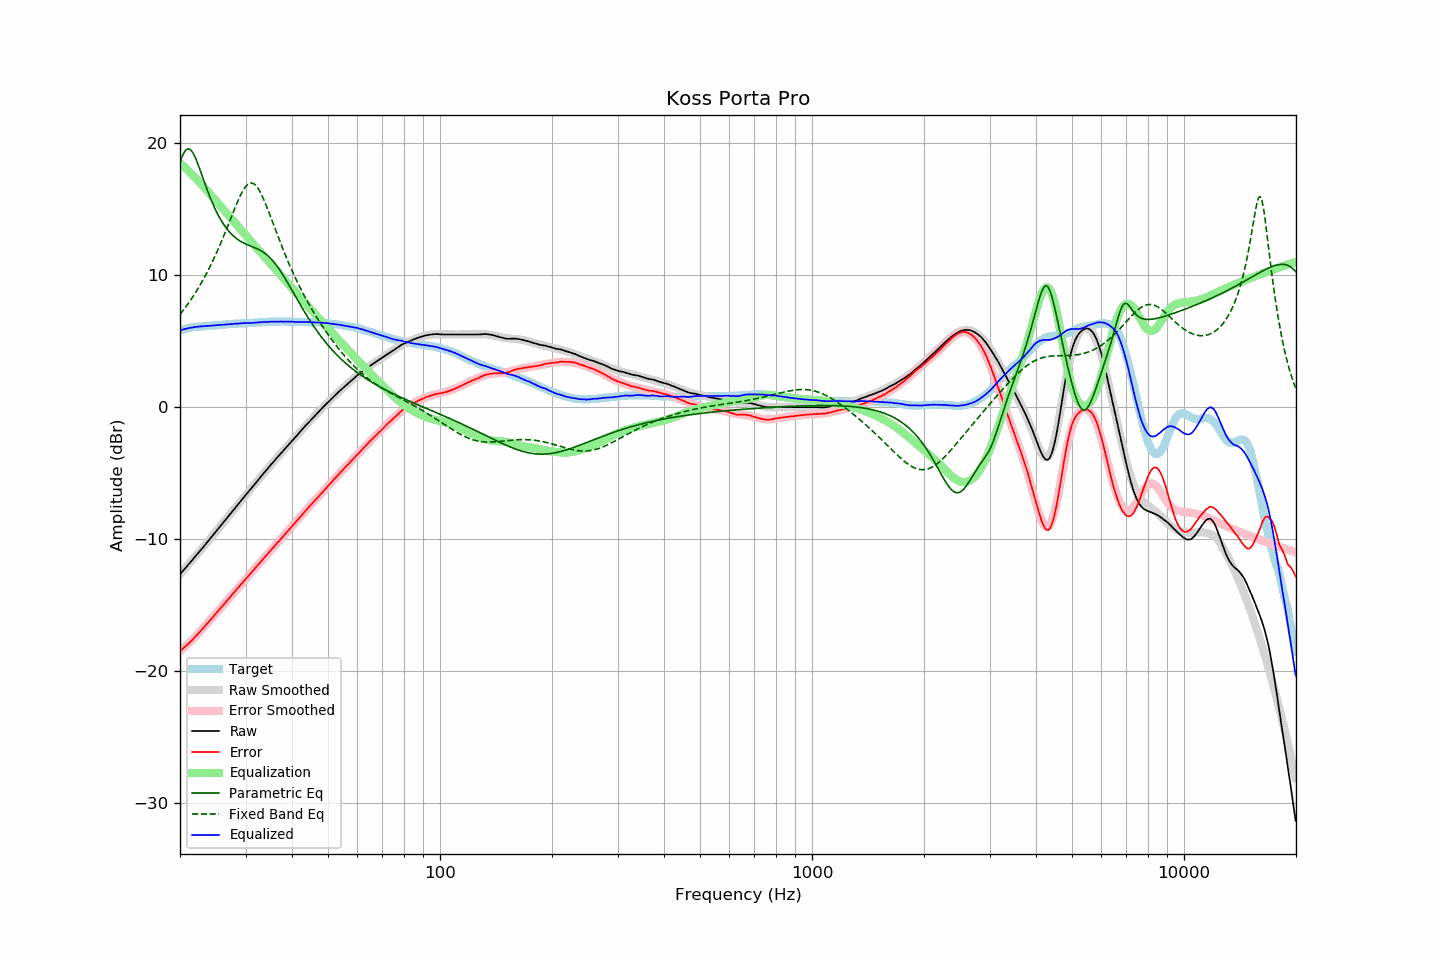 Koss Porta Pro
Amplitude (dBr)
20
10
0
−10
−20
−30
Target
Raw Smoothed
Error Smoothed
Raw
Error
Equalization
Parametric Eq
Fixed Band Eq
Equalized
100
1000
10000
Frequency (Hz)